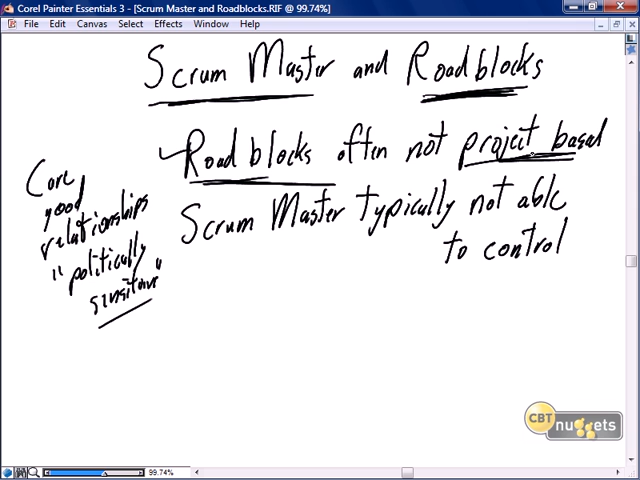 Corel Painter Essentials 3 - [Scrum Master and Roadblocks.RIF @ 99.74%]
File Edit Canvas Select Effects Window Help
Scrum Master and Roadblocks
Roadblocks often not project based
Scrum Master typically not able
to control
Core
good
relationships
"politically
sensitive"
CBT nuggets
99.74%